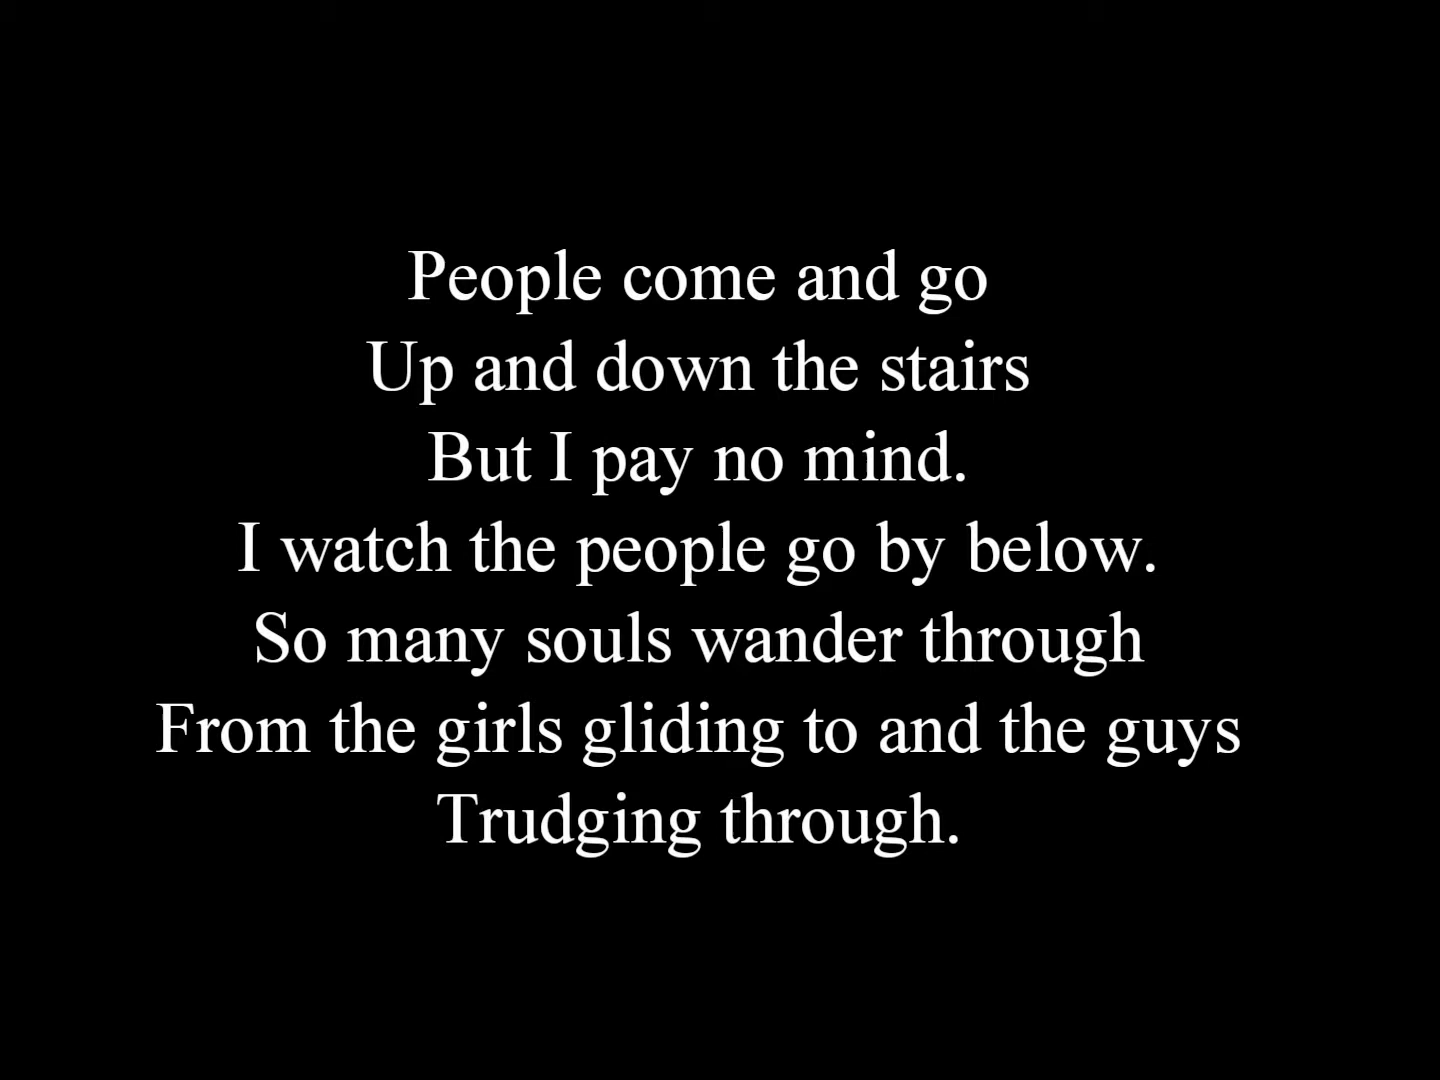 People come and go
Up and down the stairs
But I pay no mind.
I watch the people go by below.
So many souls wander through
From the girls gliding to and the guys
Trudging through.